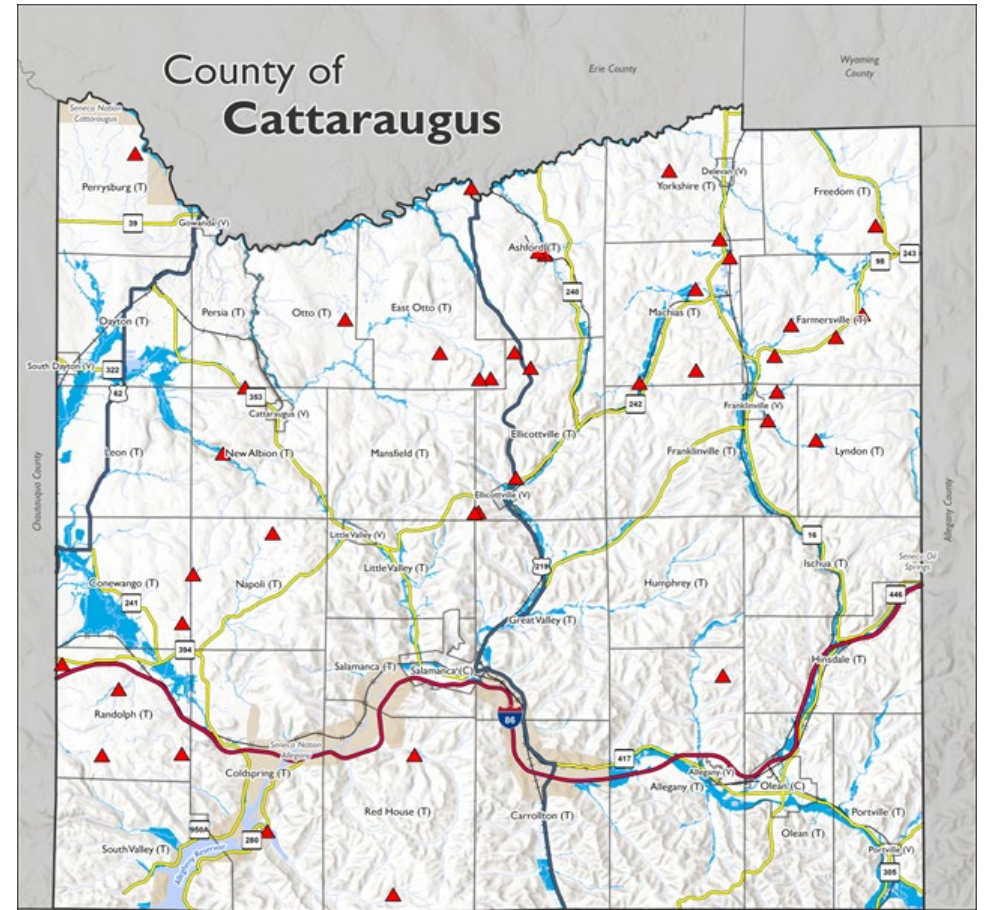 County of
Cattaraugus
Erie County
Wyoming
County
Seneca Nation
Cattaraugus
Perrysburg (T)
Yorkshire (T)
Delevan (V)
Freedom (T)
39
Gowanda (V)
Ashford (T)
98
243
240
Dayton (T)
Persia (T)
Otto (T)
East Otto (T)
Machias (T)
Farmersville (T)
South Dayton (V)
322
62
353
Cattaraugus (V)
242
Franklinville (V)
Ellicottville (T)
Leon (T)
New Albion (T)
Mansfield (T)
Franklinville (T)
Lyndon (T)
Chautauqua County
Allegany County
Ellicottville (V)
Little Valley (V)
16
Seneca Oil
Springs
Conewango (T)
Napoli (T)
Little Valley (T)
219
Humphrey (T)
Ischua (T)
446
241
Great Valley (T)
394
Salamanca (T)
Salamanca (C)
Hinsdale (T)
Randolph (T)
86
Seneca Nation
Allegany
417
Coldspring (T)
Allegany (V)
Allegany (T)
Olean (C)
Red House (T)
Carrollton (T)
Portville (T)
950A
280
Olean (T)
South Valley (T)
Allegheny Reservoir
Portville (V)
305